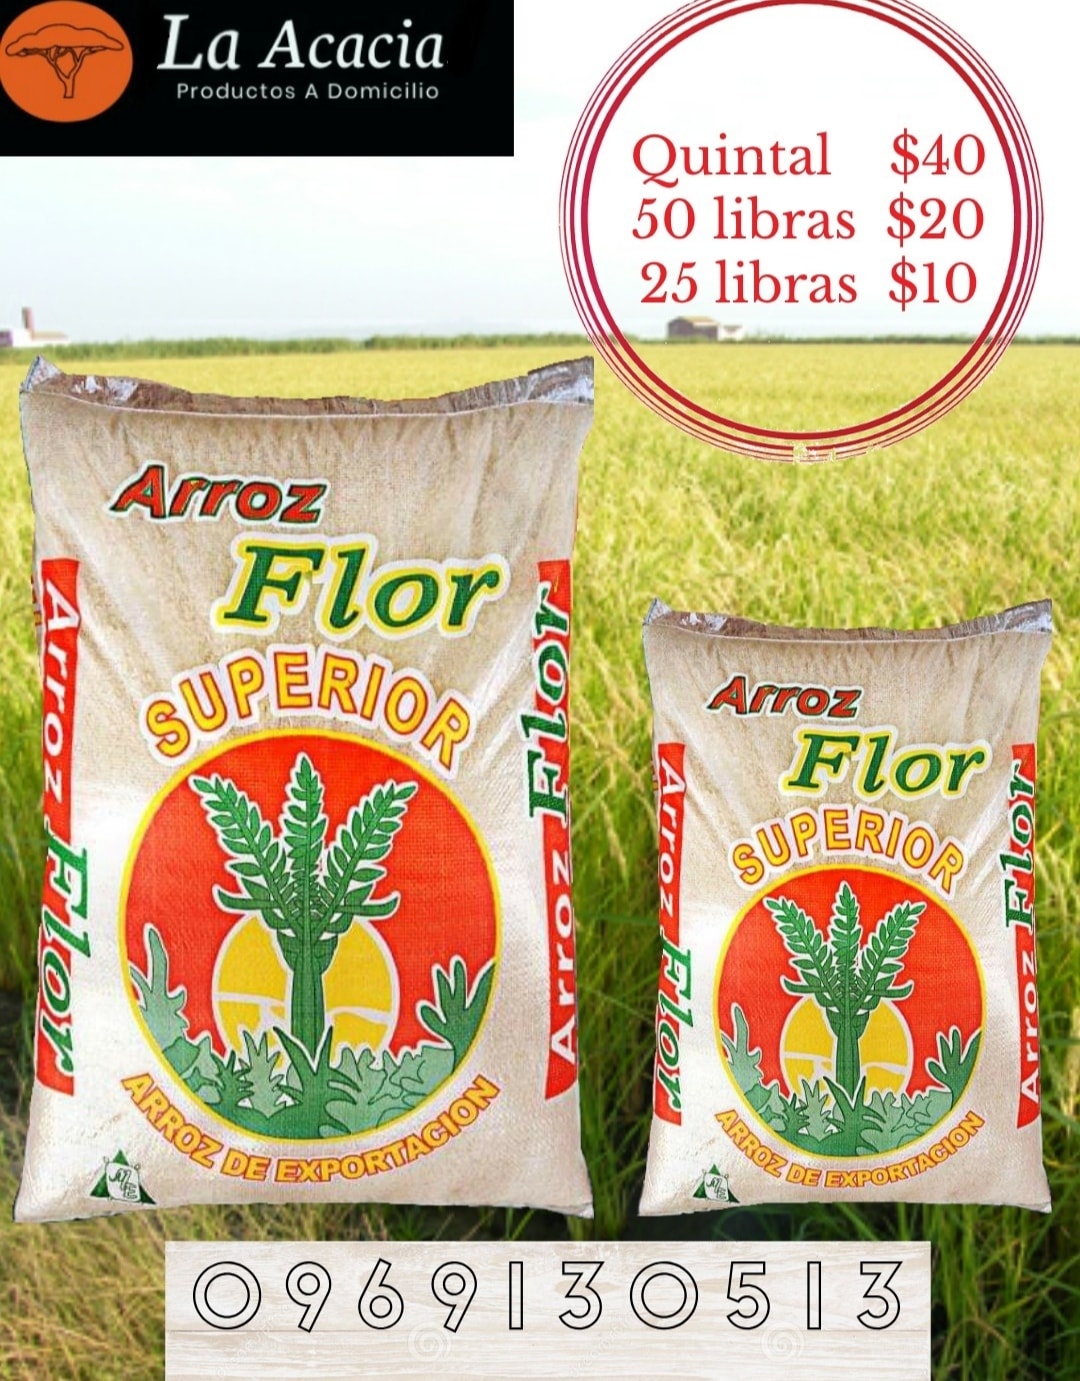 La Acacia
Productos A Domicilio
Quintal $40
50 libras $20
25 libras $10
Arroz
Flor
SUPERIOR
Arroz Flor
Arroz Flor
ARROZ DE EXPORTACION
Arroz
Flor
SUPERIOR
Arroz Flor
Arroz Flor
ARROZ DE EXPORTACION
0969130513